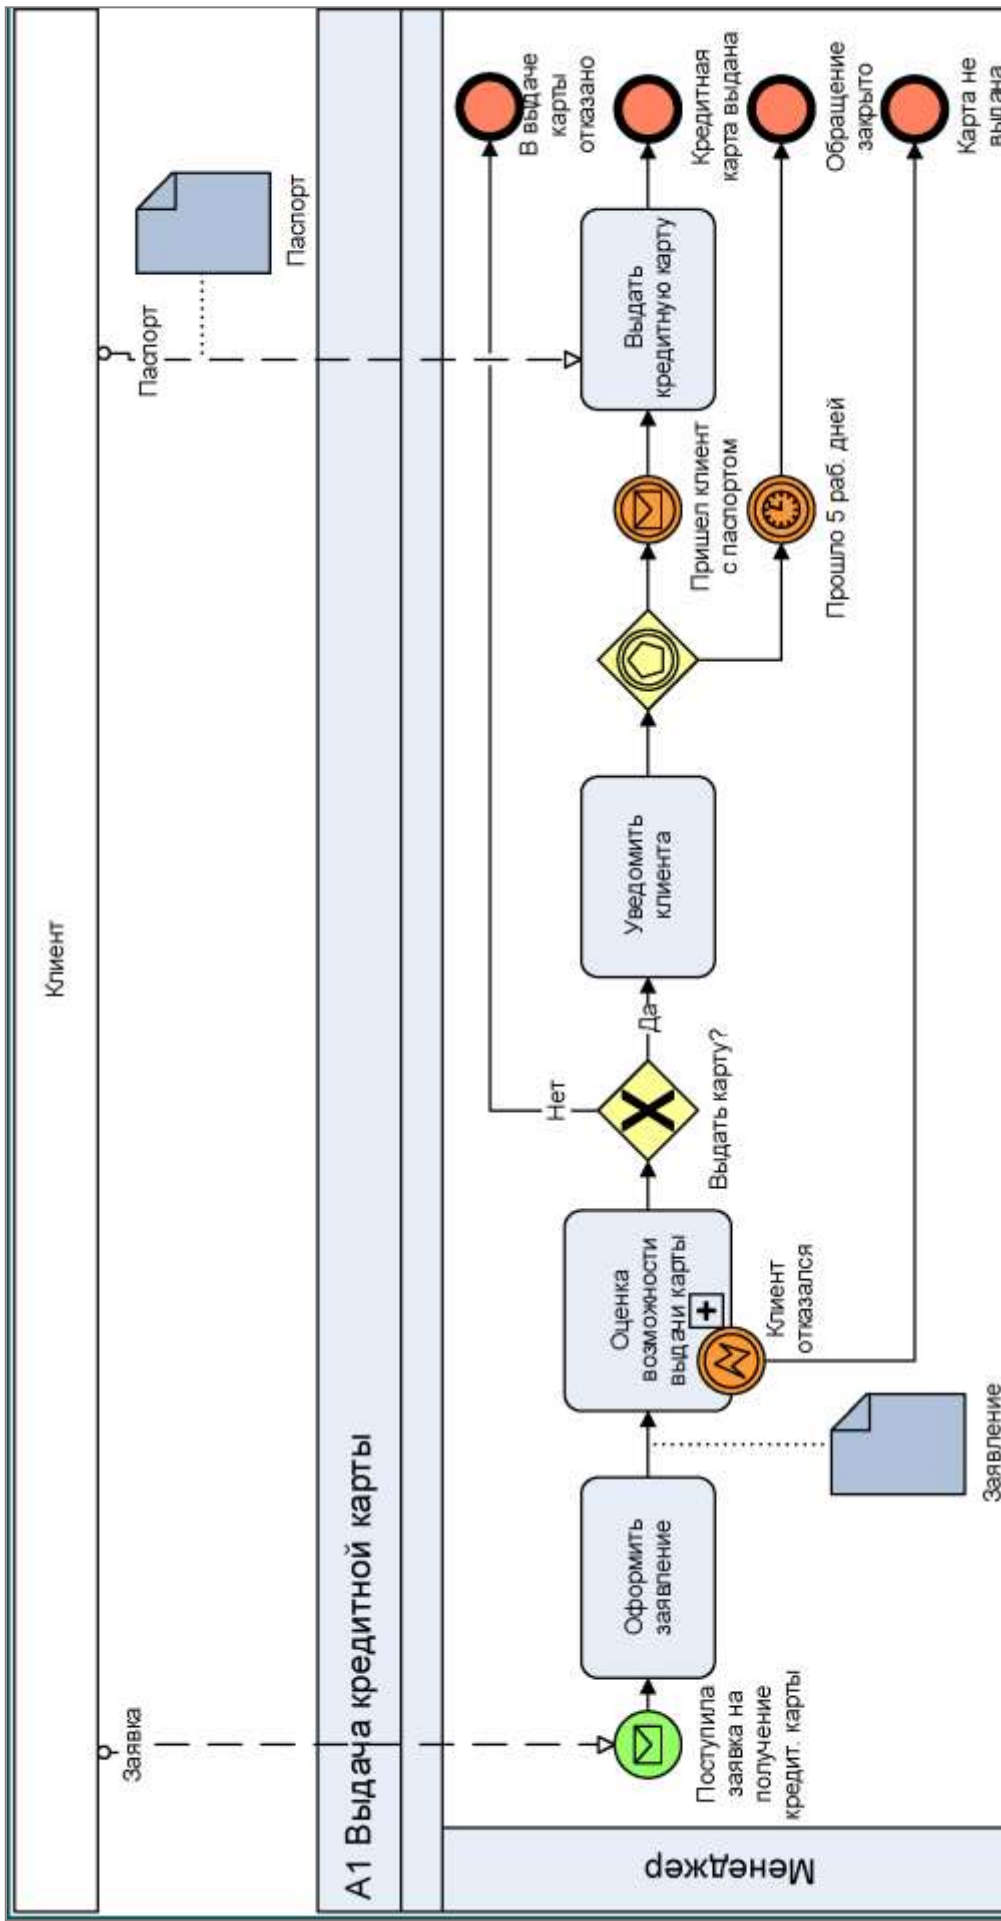 Клиент
Заявка
Паспорт
Паспорт
А1 Выдача кредитной карты
Менеджер
Поступила
заявка на
получение
кредит. карты
Оформить
заявление
Заявление
Оценка
возможности
выдачи карты
Клиент
отказался
Выдать карту?
Нет
Да
Уведомить
клиента
Пришел клиент
с паспортом
Прошло 5 раб. дней
Выдать
кредитную карту
В выдаче
карты
отказано
Кредитная
карта выдана
Обращение
закрыто
Карта не
выдана